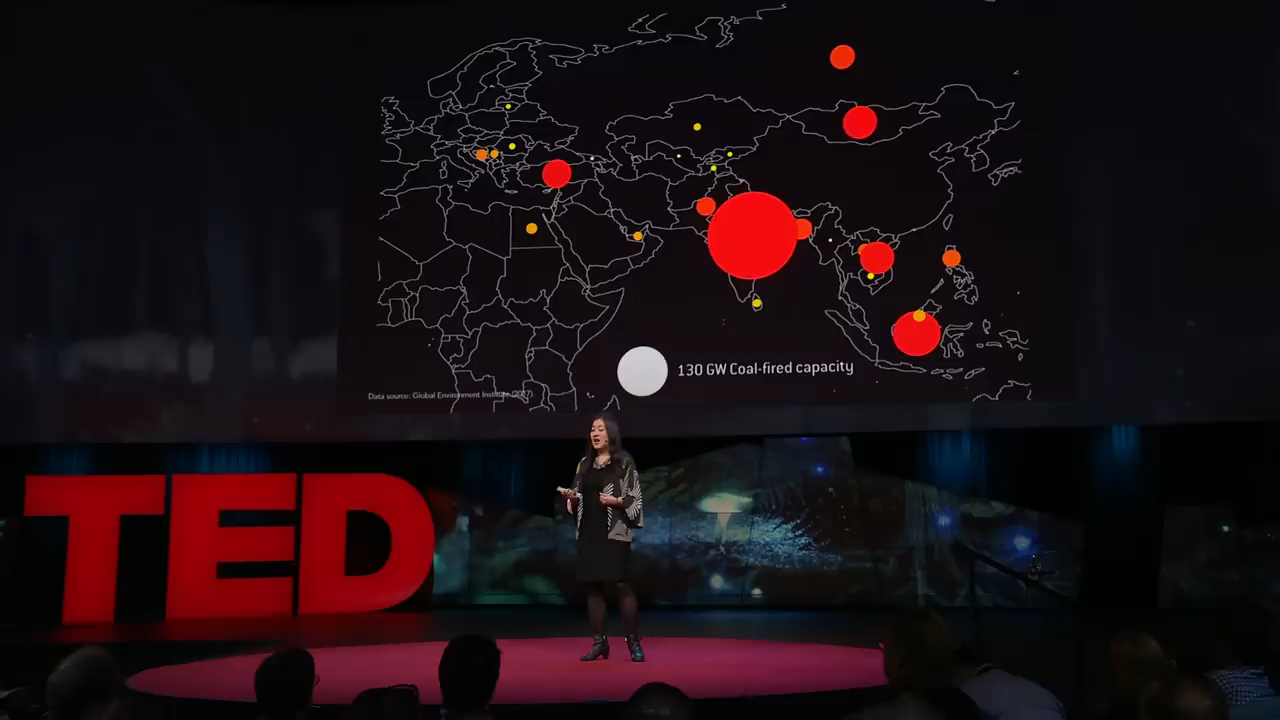 130 GW Coal-fired capacity
Data source: Global Environment Institute (2017)
TED